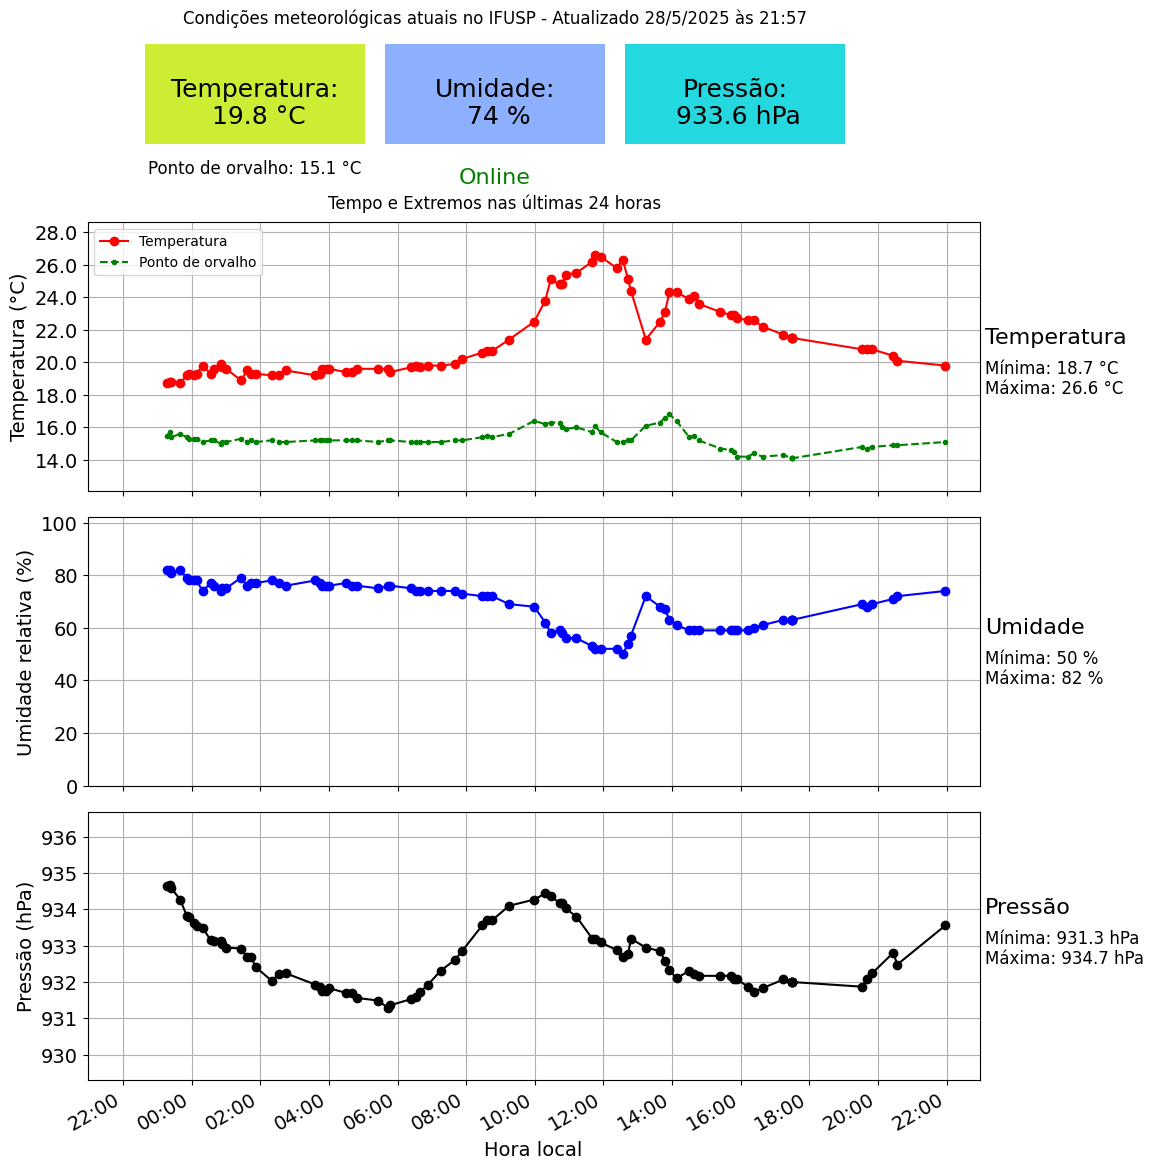 Condições meteorológicas atuais no IFUSP - Atualizado 28/5/2025 às 21:57
Temperatura:
19.8 °C
Umidade:
74 %
Pressão:
933.6 hPa
Ponto de orvalho: 15.1 °C
Online
Tempo e Extremos nas últimas 24 horas
Temperatura (°C)
28.0
26.0
24.0
22.0
20.0
18.0
16.0
14.0
Temperatura
Ponto de orvalho
Temperatura
Mínima: 18.7 °C
Máxima: 26.6 °C
Umidade relativa (%)
100
80
60
40
20
0
Umidade
Mínima: 50 %
Máxima: 82 %
Pressão (hPa)
936
935
934
933
932
931
930
Pressão
Mínima: 931.3 hPa
Máxima: 934.7 hPa
22:00 00:00 02:00 04:00 06:00 08:00 10:00 12:00 14:00 16:00 18:00 20:00 22:00
Hora local